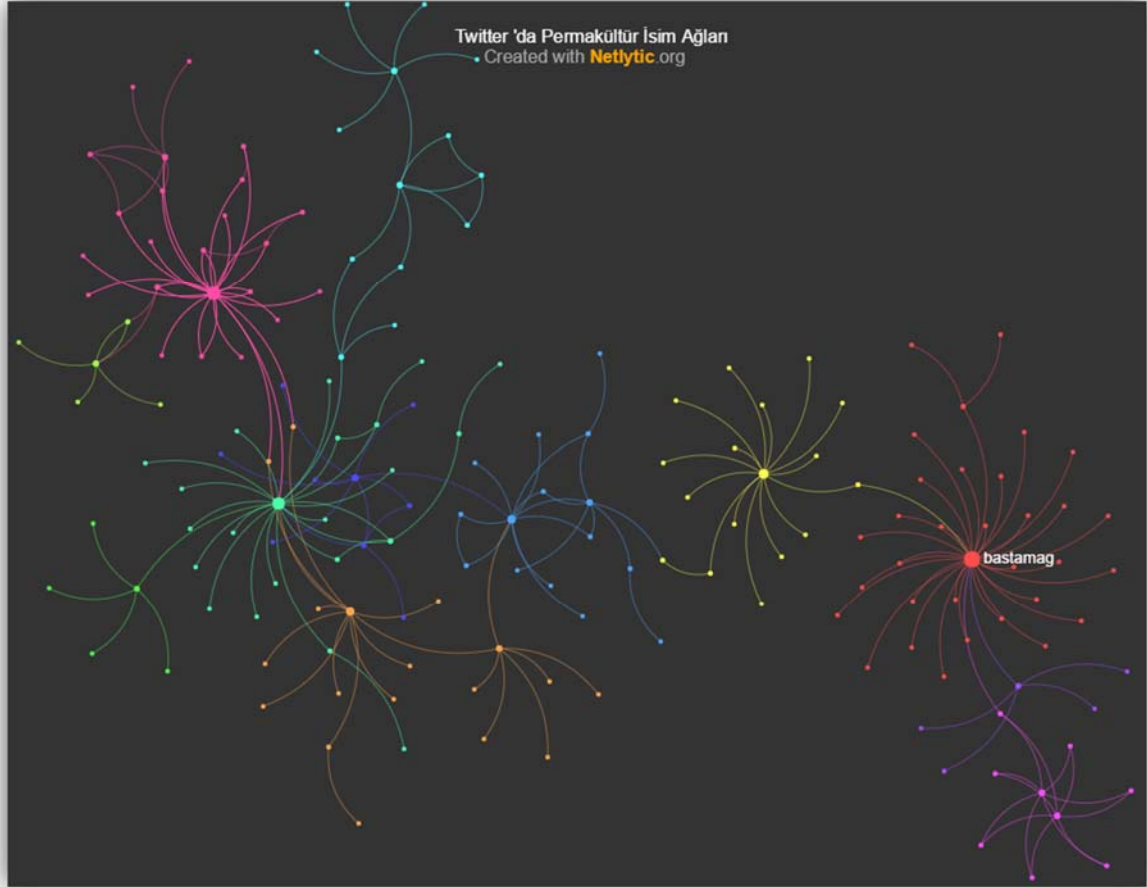 Twitter 'da Permakültür İsim Ağları
Created with Netlytic.org
bastamag